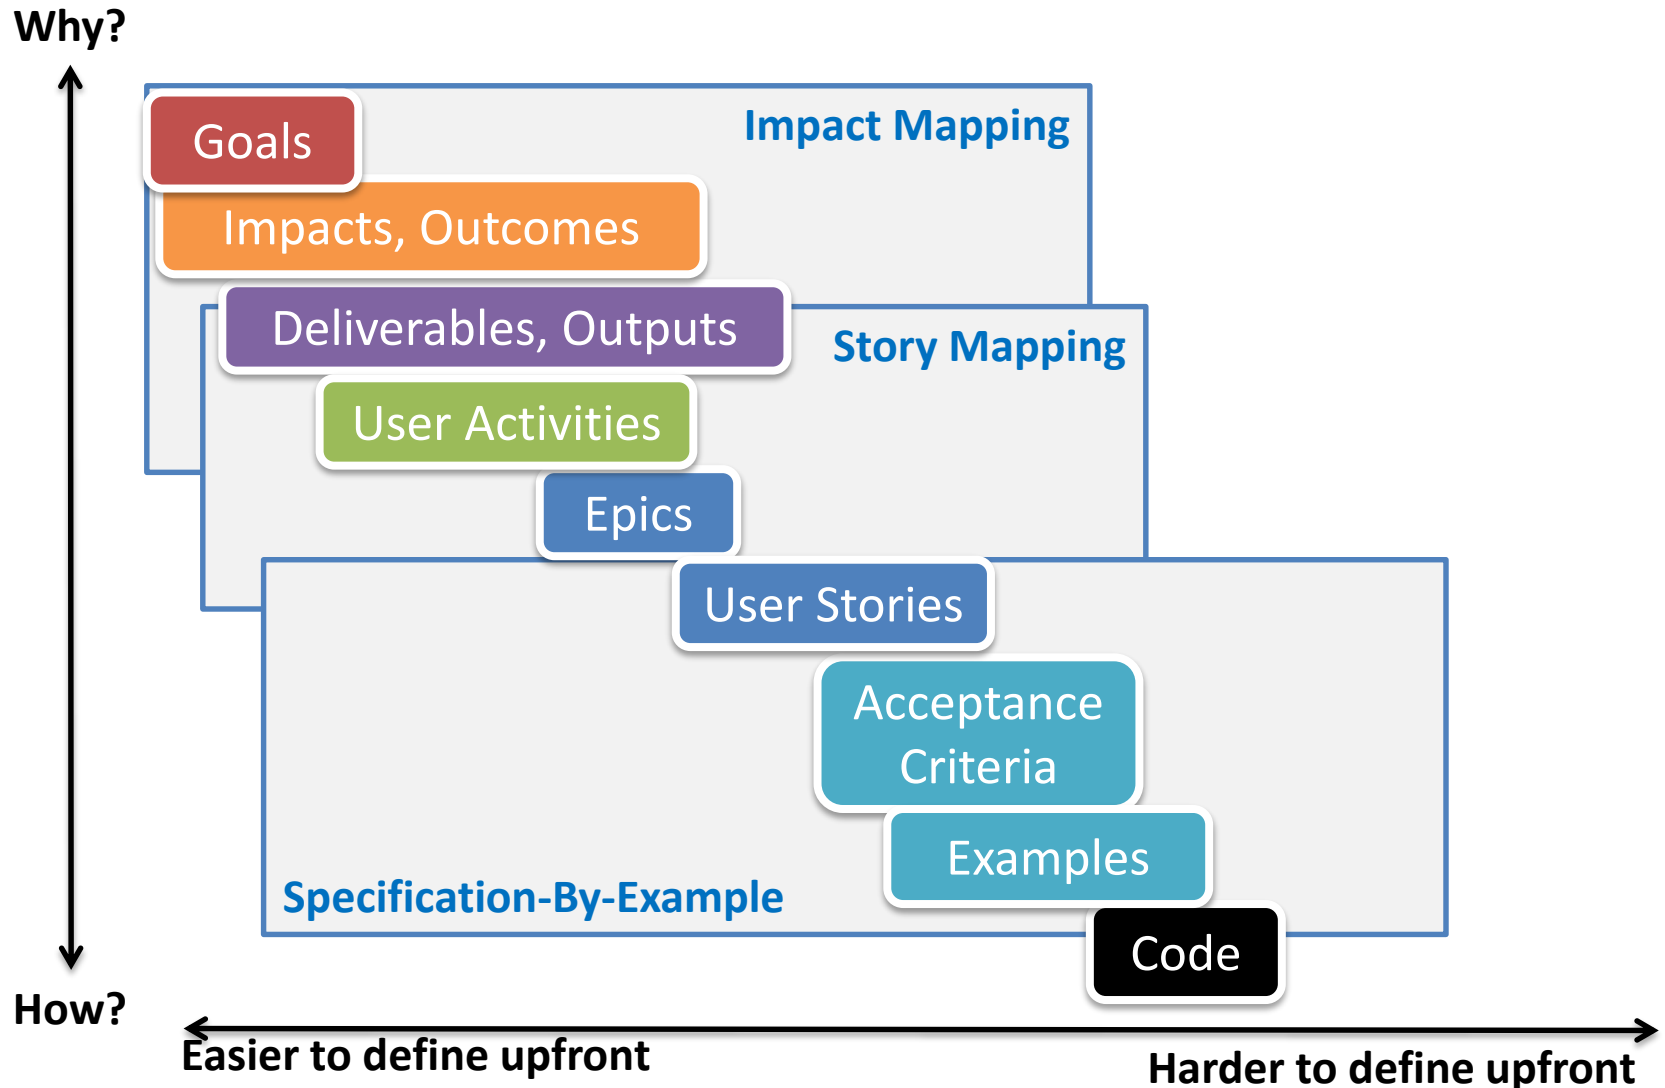 Why?
Goals
Impact Mapping
Impacts, Outcomes
Deliverables, Outputs
Story Mapping
User Activities
Epics
User Stories
Acceptance
Criteria
Examples
Specification-By-Example
Code
How?
Easier to define upfront
Harder to define upfront